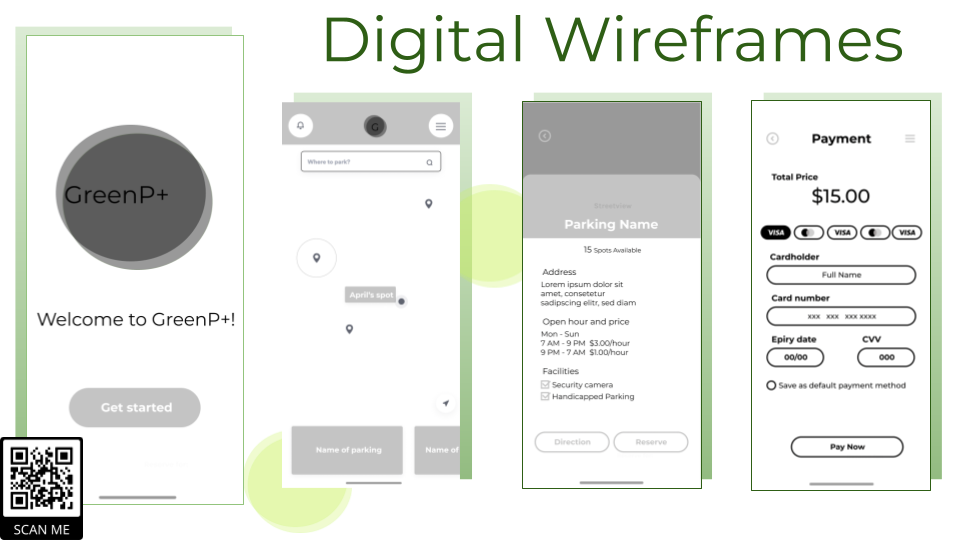 Digital Wireframes
GreenP+
Welcome to GreenP+!
Get started
SCAN ME
G
Where to park?
April's spot
Name of parking
Name of
StreetView
Parking Name
15 Spots Available
Address
Lorem ipsum dolor sit
amet, consetetur
sadipscing elitr, sed diam
Open hour and price
Mon - Sun
7 AM - 9 PM $3.00/hour
9 PM - 7 AM $1.00/hour
Facilities
Security camera
Handicapped Parking
Direction
Reserve
Payment
Total Price
$15.00
VISA VISA VISA
Cardholder
Full Name
Card number
xxx xxx xxx xxxx
Epiry date CVV
00/00 000
Save as default payment method
Pay Now